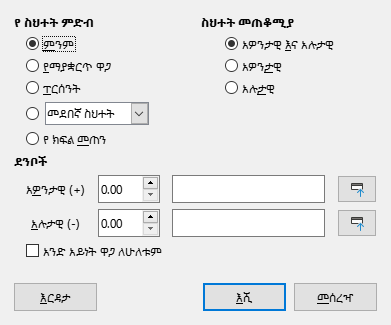 የ ስህተት ምድብ
ስህተት መጠቆሚያ
ምንም
አዎንታዊ እና አሉታዊ
የማያቋርጥ ዋጋ
አዎንታዊ
ፐርሰንት
አሉታዊ
መደበኛ ስህተት
የ ክፍል መጠን
ደንቦች
አዎንታዊ (+) 0.00
አሉታዊ (-) 0.00
አንድ አይነት ዋጋ ለሁለቱም
እርዳታ
እሺ
መሰረዣ